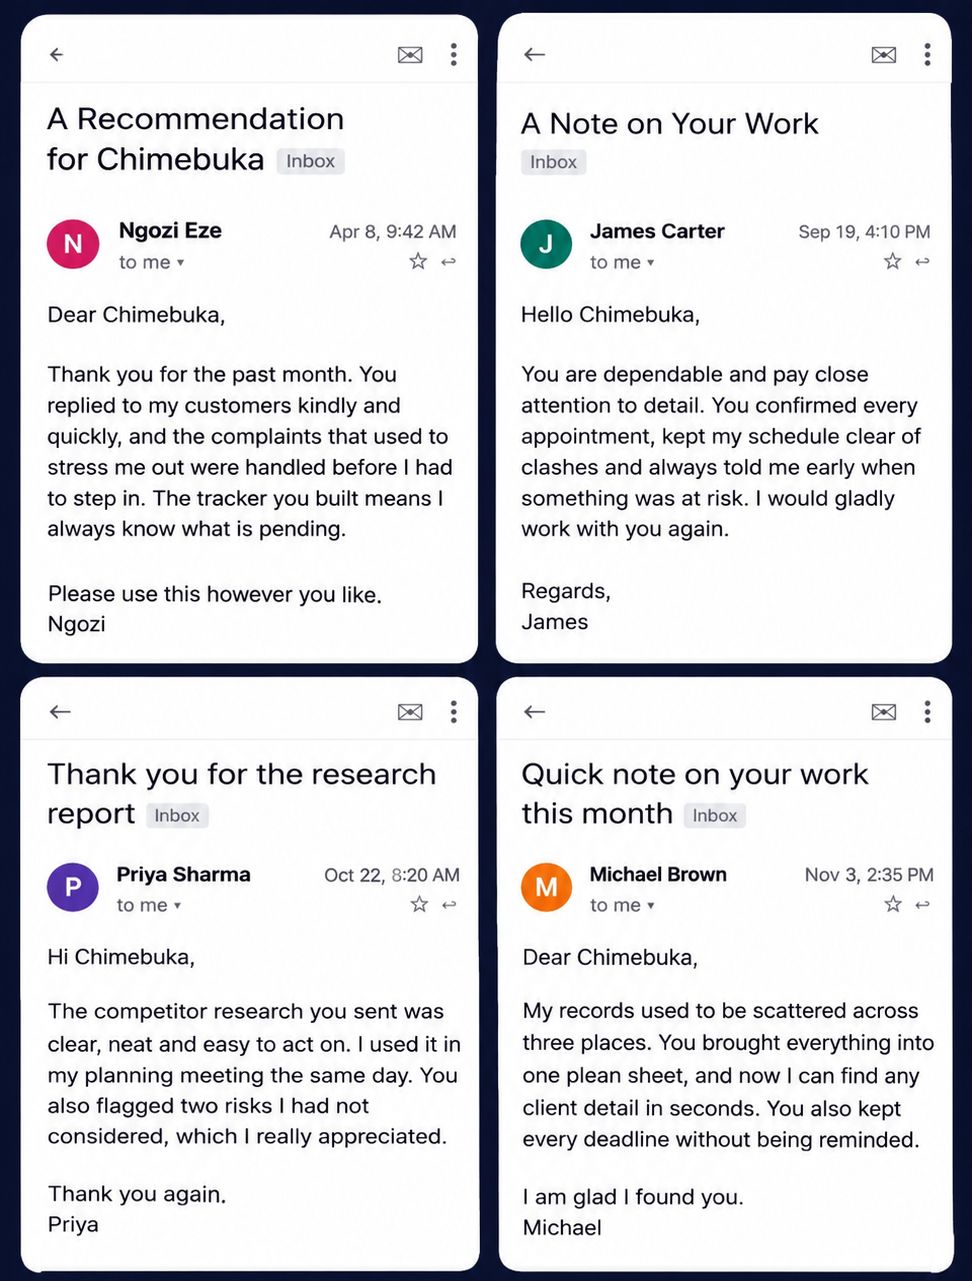 A Recommendation
for Chimebuka Inbox
N
Ngozi Eze Apr 8, 9:42 AM
to me
Dear Chimebuka,
Thank you for the past month. You
replied to my customers kindly and
quickly, and the complaints that used to
stress me out were handled before I had
to step in. The tracker you built means I
always know what is pending.
Please use this however you like.
Ngozi
A Note on Your Work
Inbox
J
James Carter Sep 19, 4:10 PM
to me
Hello Chimebuka,
You are dependable and pay close
attention to detail. You confirmed every
appointment, kept my schedule clear of
clashes and always told me early when
something was at risk. I would gladly
work with you again.
Regards,
James
Thank you for the research
report Inbox
P
Priya Sharma Oct 22, 8:20 AM
to me
Hi Chimebuka,
The competitor research you sent was
clear, neat and easy to act on. I used it in
my planning meeting the same day. You
also flagged two risks I had not
considered, which I really appreciated.
Thank you again.
Priya
Quick note on your work
this month Inbox
M
Michael Brown Nov 3, 2:35 PM
to me
Dear Chimebuka,
My records used to be scattered across
three places. You brought everything into
one plean sheet, and now I can find any
client detail in seconds. You also kept
every deadline without being reminded.
I am glad I found you.
Michael